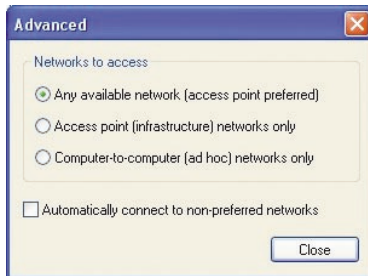 Advanced
Networks to access
Any available network (access point preferred)
Access point (infrastructure) networks only
Computer-to-computer (ad hoc) networks only
Automatically connect to non-preferred networks
Close